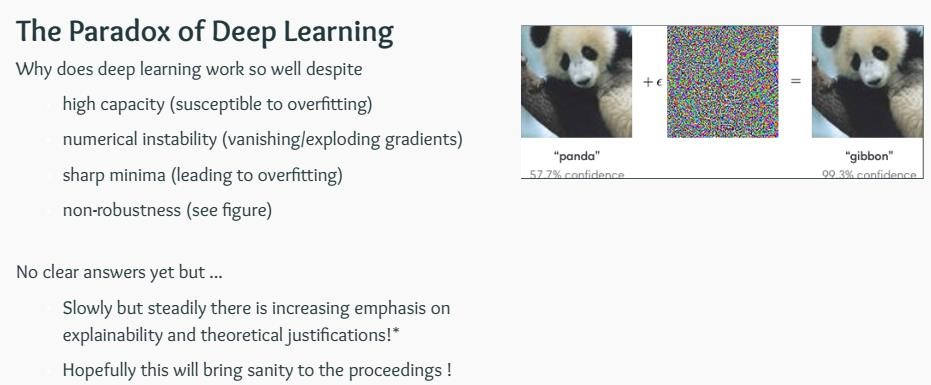 The Paradox of Deep Learning
Why does deep learning work so well despite
high capacity (susceptible to overfitting)
numerical instability (vanishing/exploding gradients)
sharp minima (leading to overfitting)
non-robustness (see figure)
No clear answers yet but ...
Slowly but steadily there is increasing emphasis on
explainability and theoretical justifications!*
Hopefully this will bring sanity to the proceedings !
+ ϵ =
“panda” “gibbon”
57.7% confidence 99.3% confidence